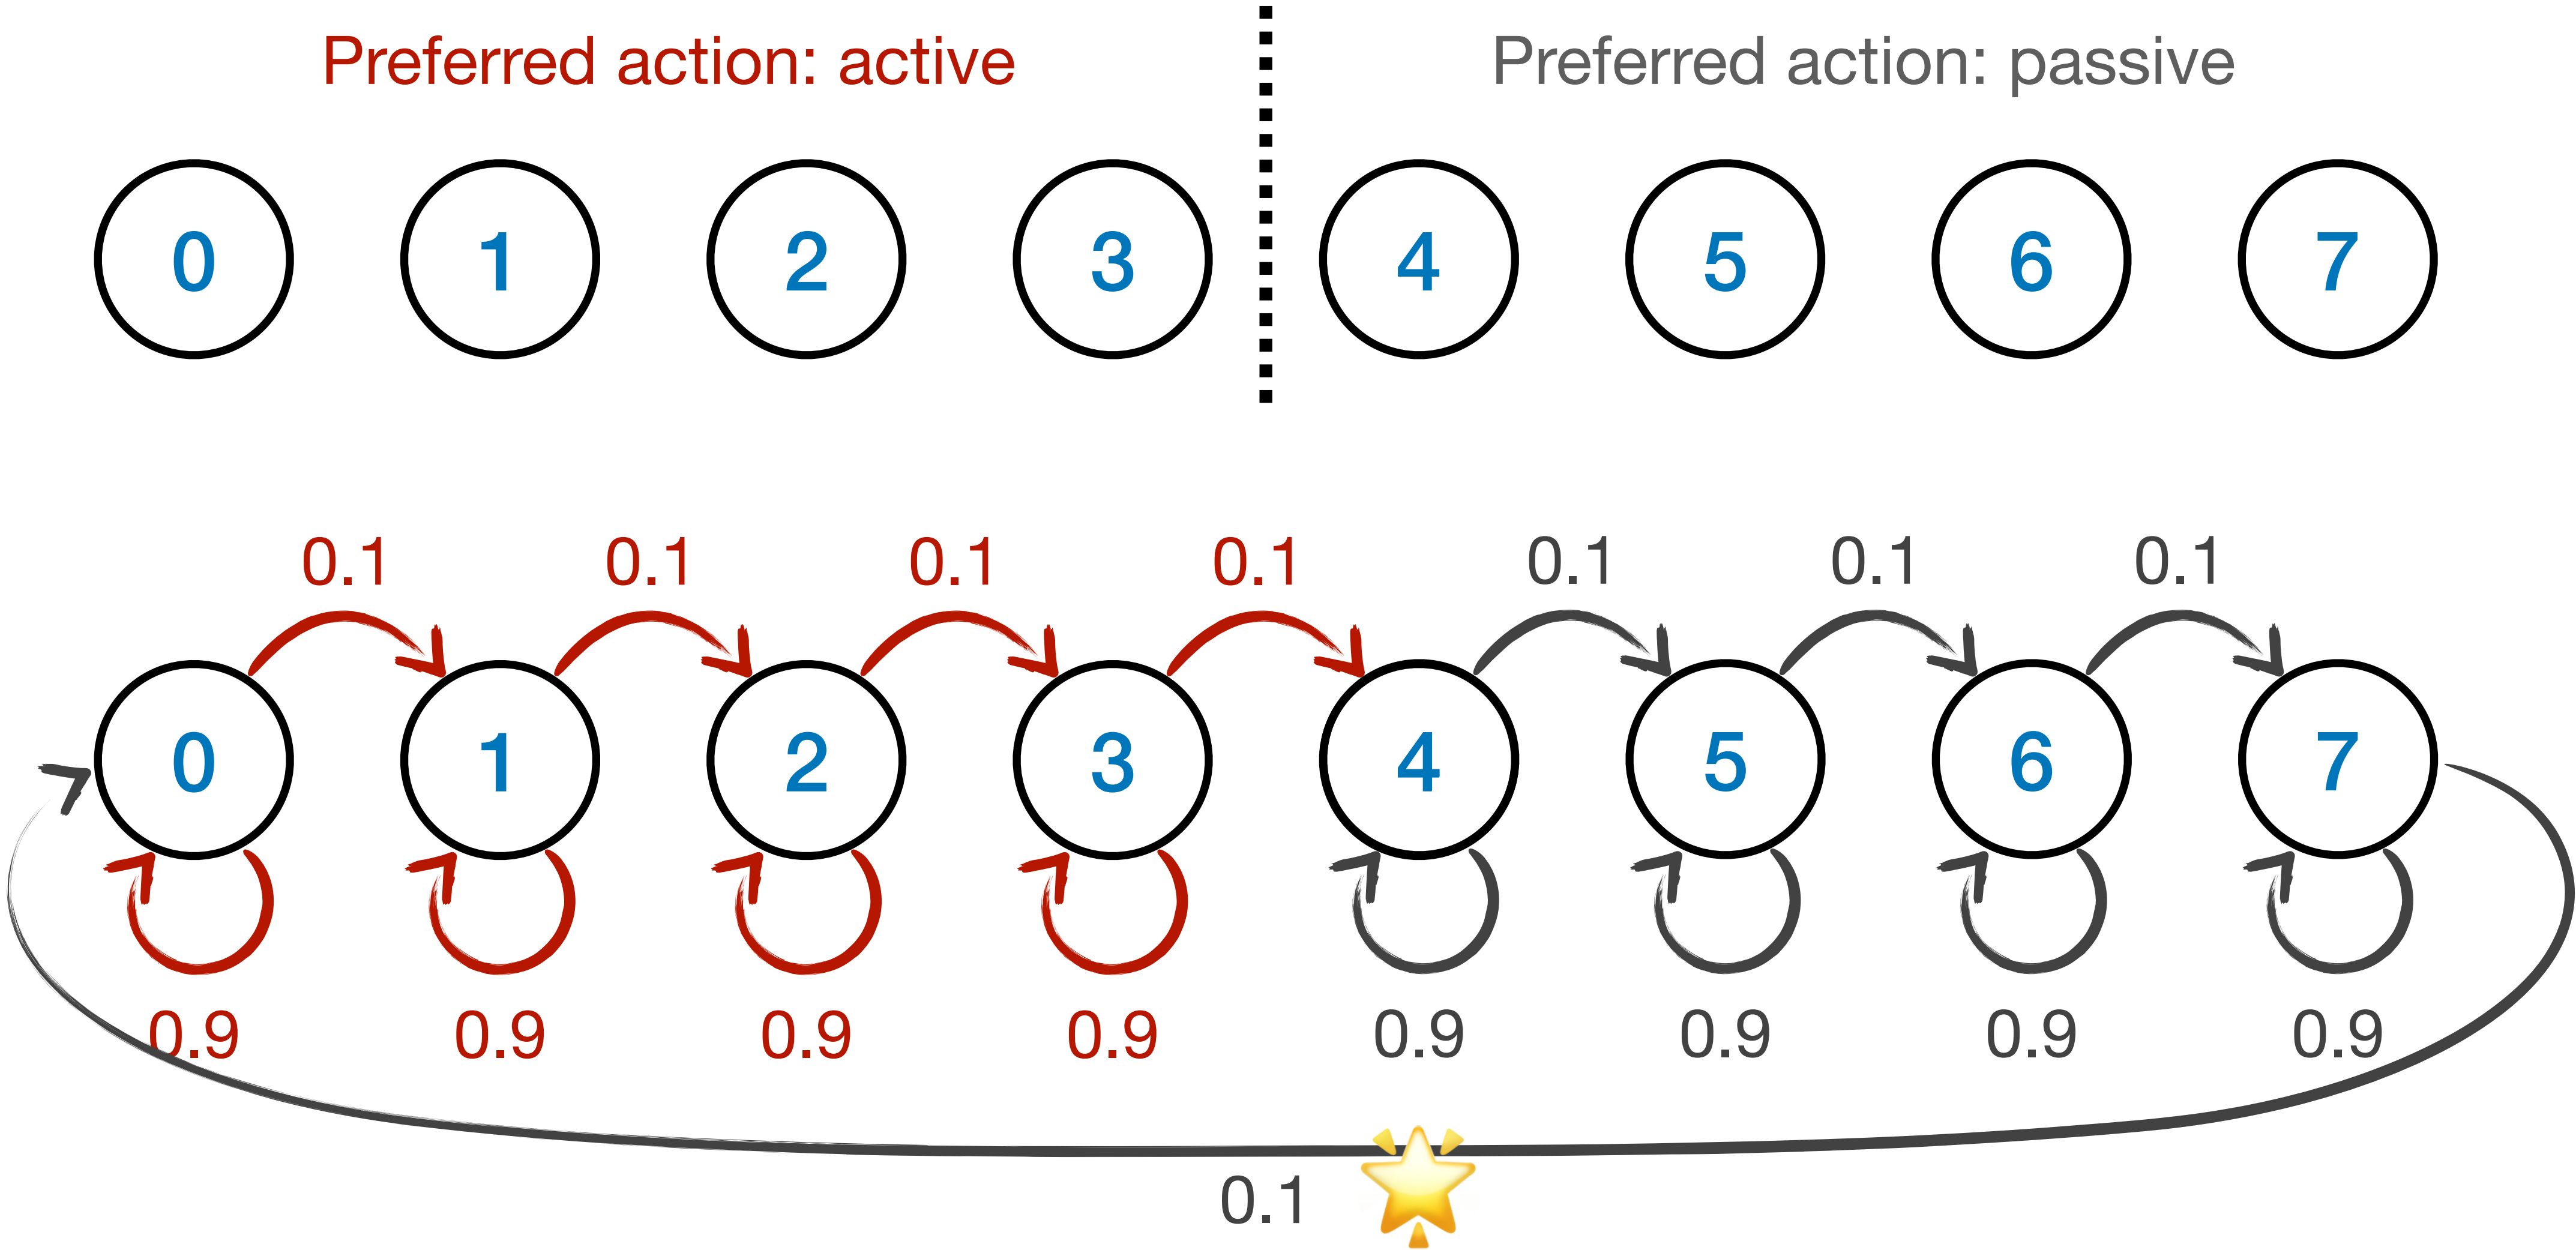 Preferred action: active Preferred action: passive
0 1 2 3 4 5 6 7
0.1 0.1 0.1 0.1 0.1 0.1 0.1
0 1 2 3 4 5 6 7
0.9 0.9 0.9 0.9 0.9 0.9 0.9 0.9
0.1